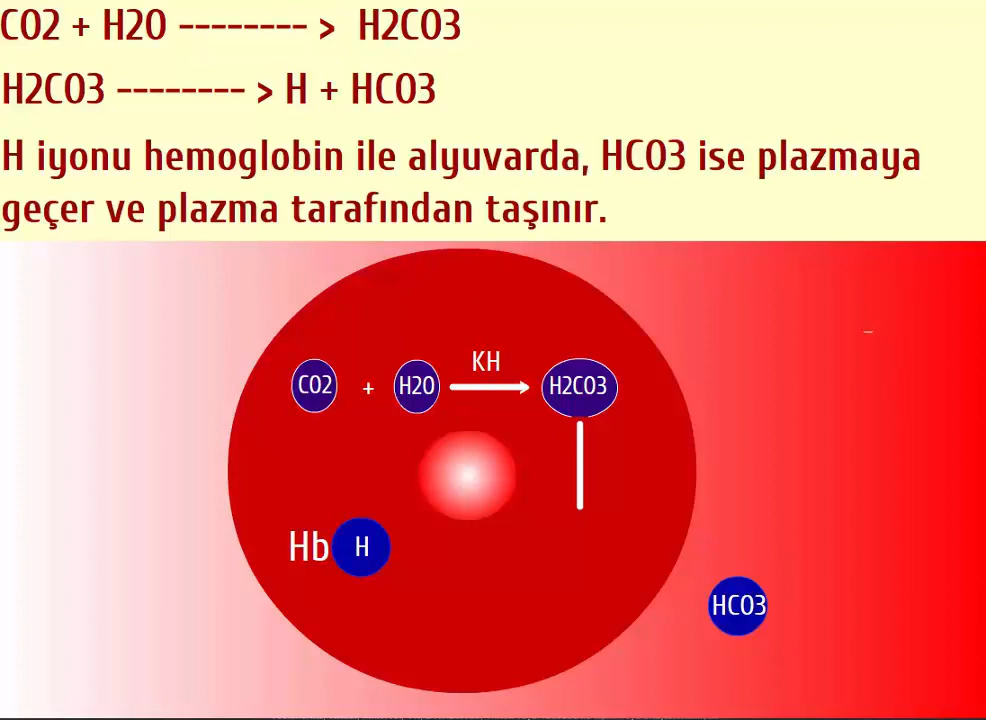 CO2 + H2O -------- > H2CO3
H2CO3 -------- > H + HCO3
H iyonu hemoglobin ile alyuvarda, HCO3 ise plazmaya
geçer ve plazma tarafından taşınır.
KH
CO2 + H2O H2CO3
Hb H
HCO3